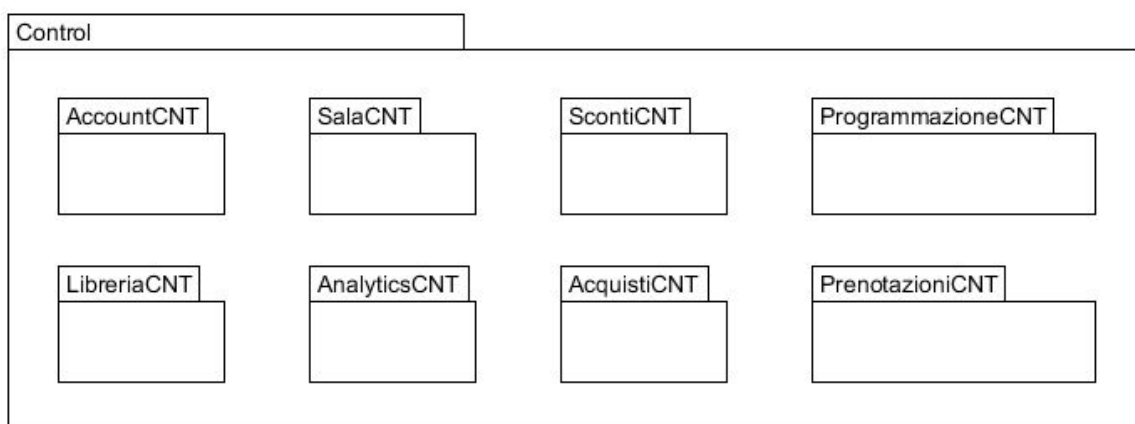 Control
AccountCNT SalaCNT ScontiCNT ProgrammazioneCNT
LibreriaCNT AnalyticsCNT AcquistiCNT PrenotazioniCNT